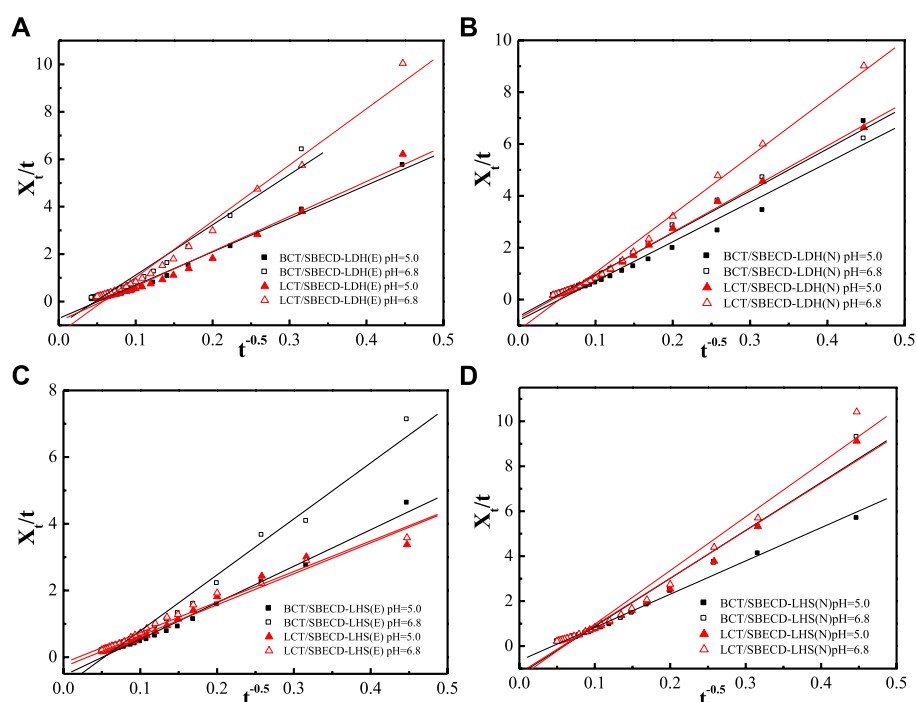 A
10
8
6
4
2
0
X_t/t
BCT/SBECD-LDH(E) pH=5.0
BCT/SBECD-LDH(E) pH=6.8
LCT/SBECD-LDH(E) pH=5.0
LCT/SBECD-LDH(E) pH=6.8
0.0 0.1 0.2 0.3 0.4 0.5
t^-0.5
B
10
8
6
4
2
0
X_t/t
BCT/SBECD-LDH(N) pH=5.0
BCT/SBECD-LDH(N) pH=6.8
LCT/SBECD-LDH(N) pH=5.0
LCT/SBECD-LDH(N) pH=6.8
0.0 0.1 0.2 0.3 0.4 0.5
t^-0.5
C
8
6
4
2
0
X_t/t
BCT/SBECD-LHS(E) pH=5.0
BCT/SBECD-LHS(E) pH=6.8
LCT/SBECD-LHS(E) pH=5.0
LCT/SBECD-LHS(E) pH=6.8
0.0 0.1 0.2 0.3 0.4 0.5
t^-0.5
D
10
8
6
4
2
0
X_t/t
BCT/SBECD-LHS(N)pH=5.0
BCT/SBECD-LHS(N)pH=6.8
LCT/SBECD-LHS(N)pH=5.0
LCT/SBECD-LHS(N)pH=6.8
0.0 0.1 0.2 0.3 0.4 0.5
t^-0.5